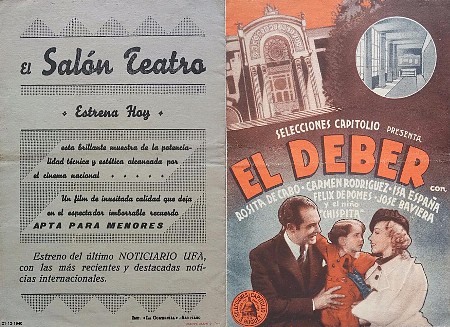 El Salón Teatro
• Estrena Hoy •
esta brillante muestra de la potencia-
lidad técnica y estética alcanzada por
el cinema nacional
Un film de inusitada calidad que deja
en el espectador imborrable recuerdo
APTA PARA MENORES
Estreno del último NOTICIARIO UFA,
con las más recientes y destacadas noti-
cias internacionales.
SELECCIONES CAPITOLIO PRESENTA
EL DEBER
con
ROSITA DE CABO · CARMEN RODRIGUEZ · ISA ESPAÑA
FELIX DE POMES · JOSE BAVIERA
y el niño
"CHISPITA"